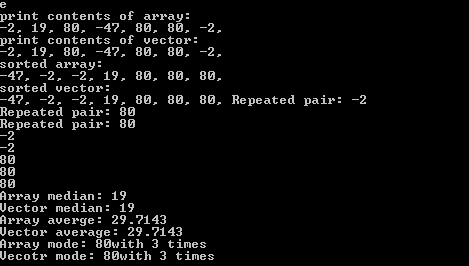 e
print contents of array:
-2, 19, 80, -47, 80, 80, -2,
print contents of vector:
-2, 19, 80, -47, 80, 80, -2,
sorted array:
-47, -2, -2, 19, 80, 80, 80,
sorted vector:
-47, -2, -2, 19, 80, 80, 80, Repeated pair: -2
Repeated pair: 80
Repeated pair: 80
-2
-2
80
80
80
Array median: 19
Vector median: 19
Array averge: 29.7143
Vector average: 29.7143
Array mode: 80with 3 times
Vecotr mode: 80with 3 times